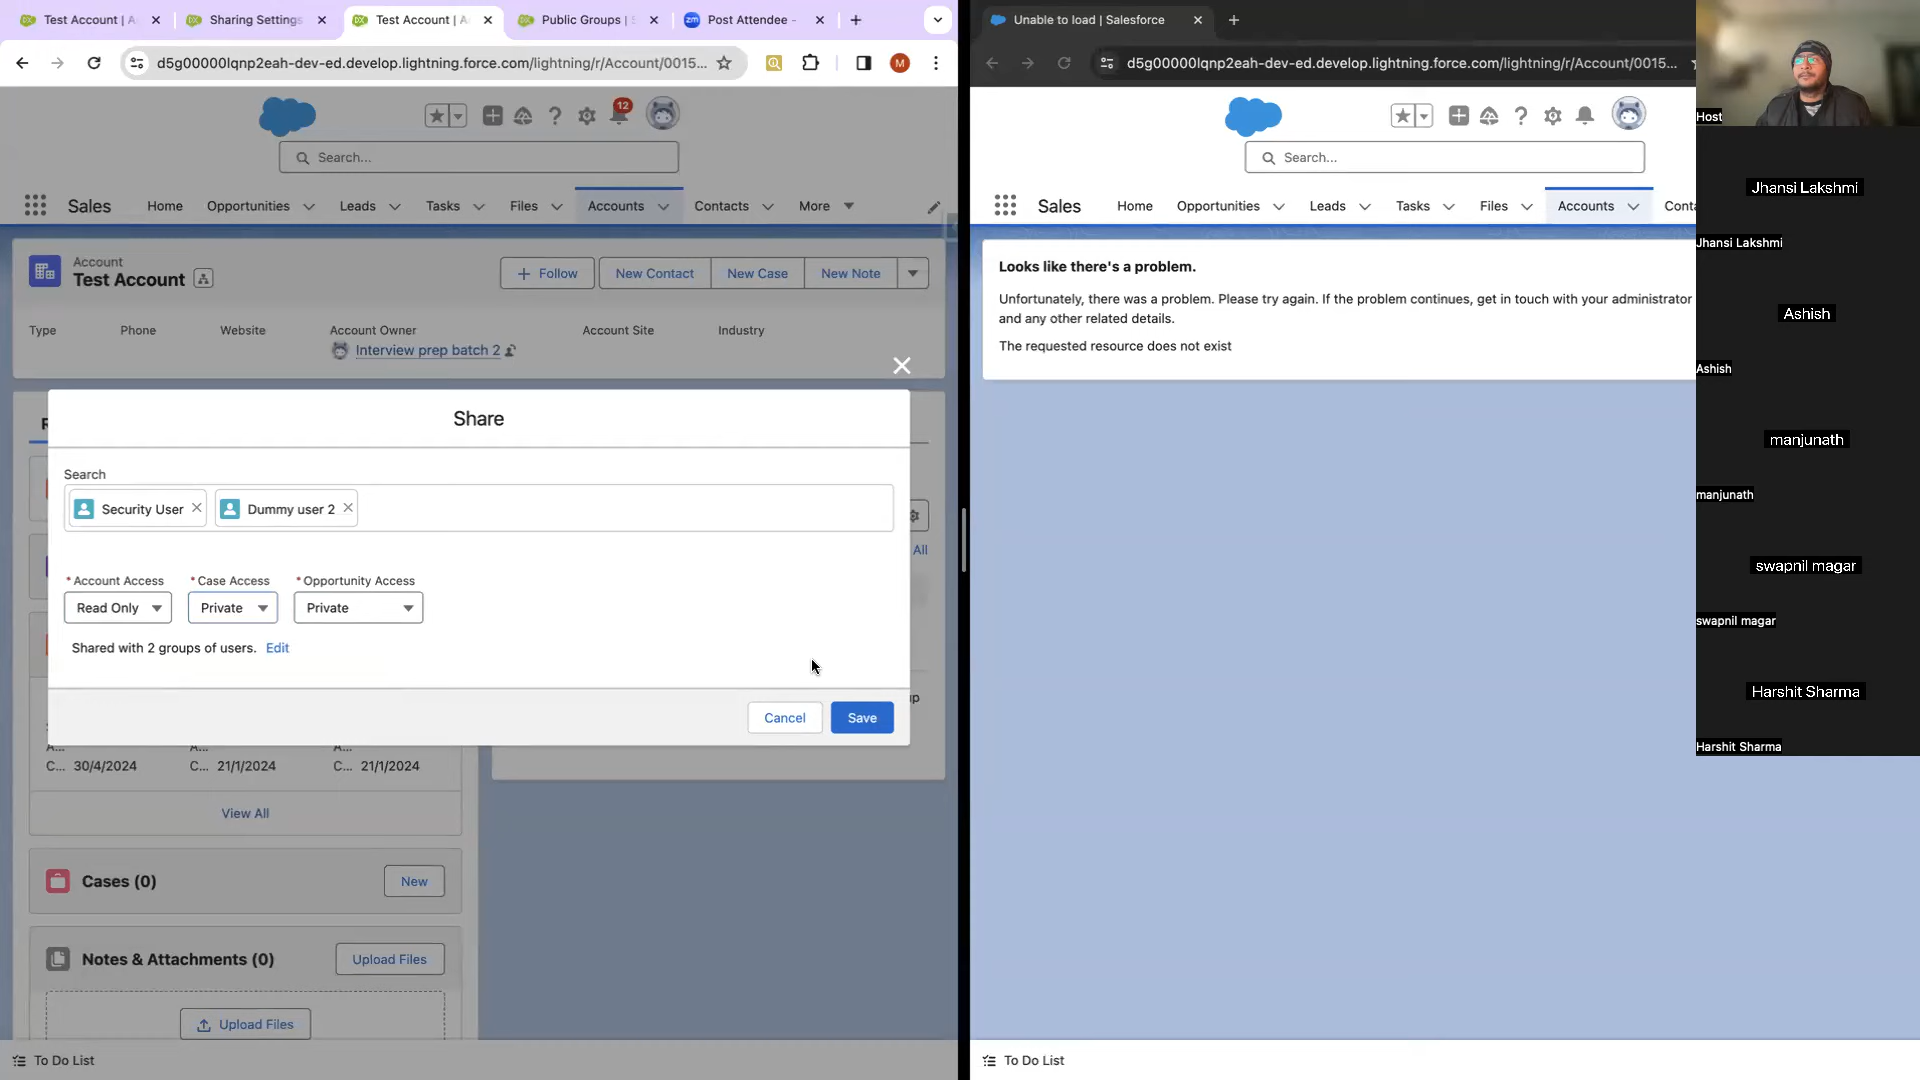 Test Account | A
Sharing Settings
Test Account | A
Public Groups | S
Post Attendee -
Unable to load | Salesforce
d5g00000lqnp2eah-dev-ed.develop.lightning.force.com/lightning/r/Account/0015...
M
d5g00000lqnp2eah-dev-ed.develop.lightning.force.com/lightning/r/Account/0015...
12
Search...
Search...
Sales
Home
Opportunities
Leads
Tasks
Files
Accounts
Contacts
More
Sales
Home
Opportunities
Leads
Tasks
Files
Accounts
Conta
Account
Test Account
+ Follow
New Contact
New Case
New Note
Type
Phone
Website
Account Owner
Account Site
Industry
Interview prep batch 2
Share
Search
Security User
Dummy user 2
All
*Account Access
*Case Access
*Opportunity Access
Read Only
Private
Private
Shared with 2 groups of users. Edit
up
Cancel
Save
A...
A...
A...
C... 30/4/2024
C... 21/1/2024
C... 21/1/2024
View All
Cases (0)
New
Notes & Attachments (0)
Upload Files
Upload Files
To Do List
Looks like there's a problem.
Unfortunately, there was a problem. Please try again. If the problem continues, get in touch with your administrator
and any other related details.
The requested resource does not exist
To Do List
Host
Jhansi Lakshmi
Jhansi Lakshmi
Ashish
Ashish
manjunath
manjunath
swapnil magar
swapnil magar
Harshit Sharma
Harshit Sharma